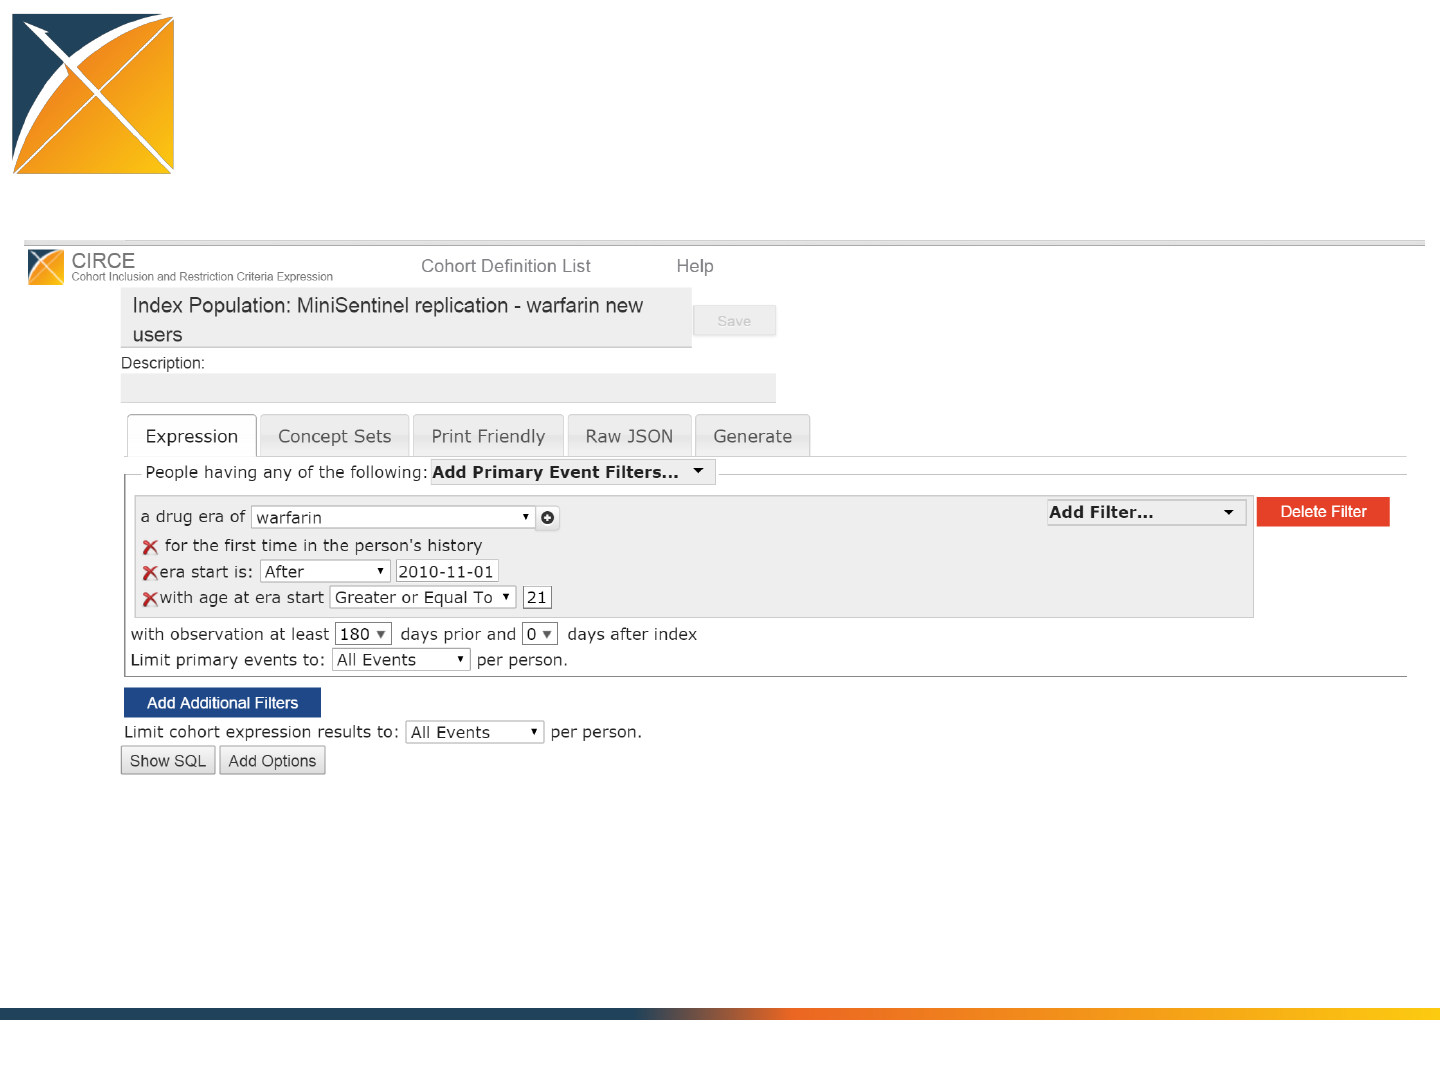 CIRCE
Cohort Inclusion and Restriction Criteria Expression
Cohort Definition List Help
Index Population: MiniSentinel replication - warfarin new
users
Save
Description:
Expression Concept Sets Print Friendly Raw JSON Generate
People having any of the following: Add Primary Event Filters...
a drug era of warfarin Add Filter... Delete Filter
for the first time in the person's history
era start is: After 2010-11-01
with age at era start Greater or Equal To 21
with observation at least 180 days prior and 0 days after index
Limit primary events to: All Events per person.
Add Additional Filters
Limit cohort expression results to: All Events per person.
Show SQL Add Options